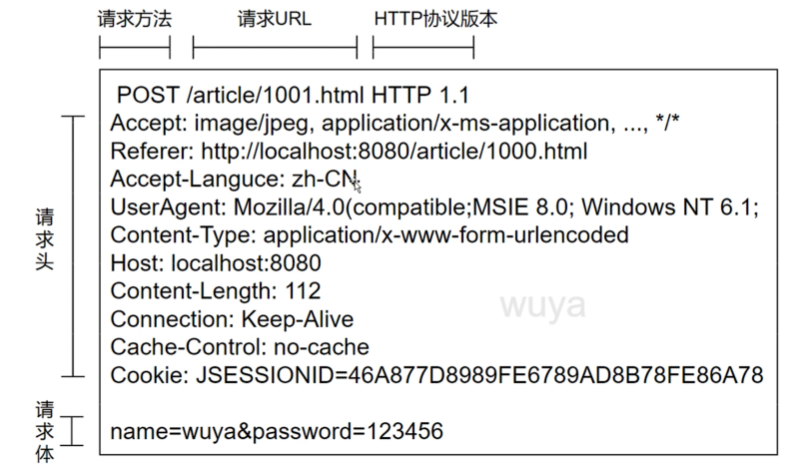 请求方法 请求URL HTTP协议版本
POST /article/1001.html HTTP 1.1
Accept: image/jpeg, application/x-ms-application, ..., */*
Referer: http://localhost:8080/article/1000.html
Accept-Languce: zh-CN
UserAgent: Mozilla/4.0(compatible;MSIE 8.0; Windows NT 6.1;
Content-Type: application/x-www-form-urlencoded
Host: localhost:8080
Content-Length: 112
Connection: Keep-Alive
Cache-Control: no-cache
Cookie: JSESSIONID=46A877D8989FE6789AD8B78FE86A78
请求头
wuya
请求体
name=wuya&password=123456